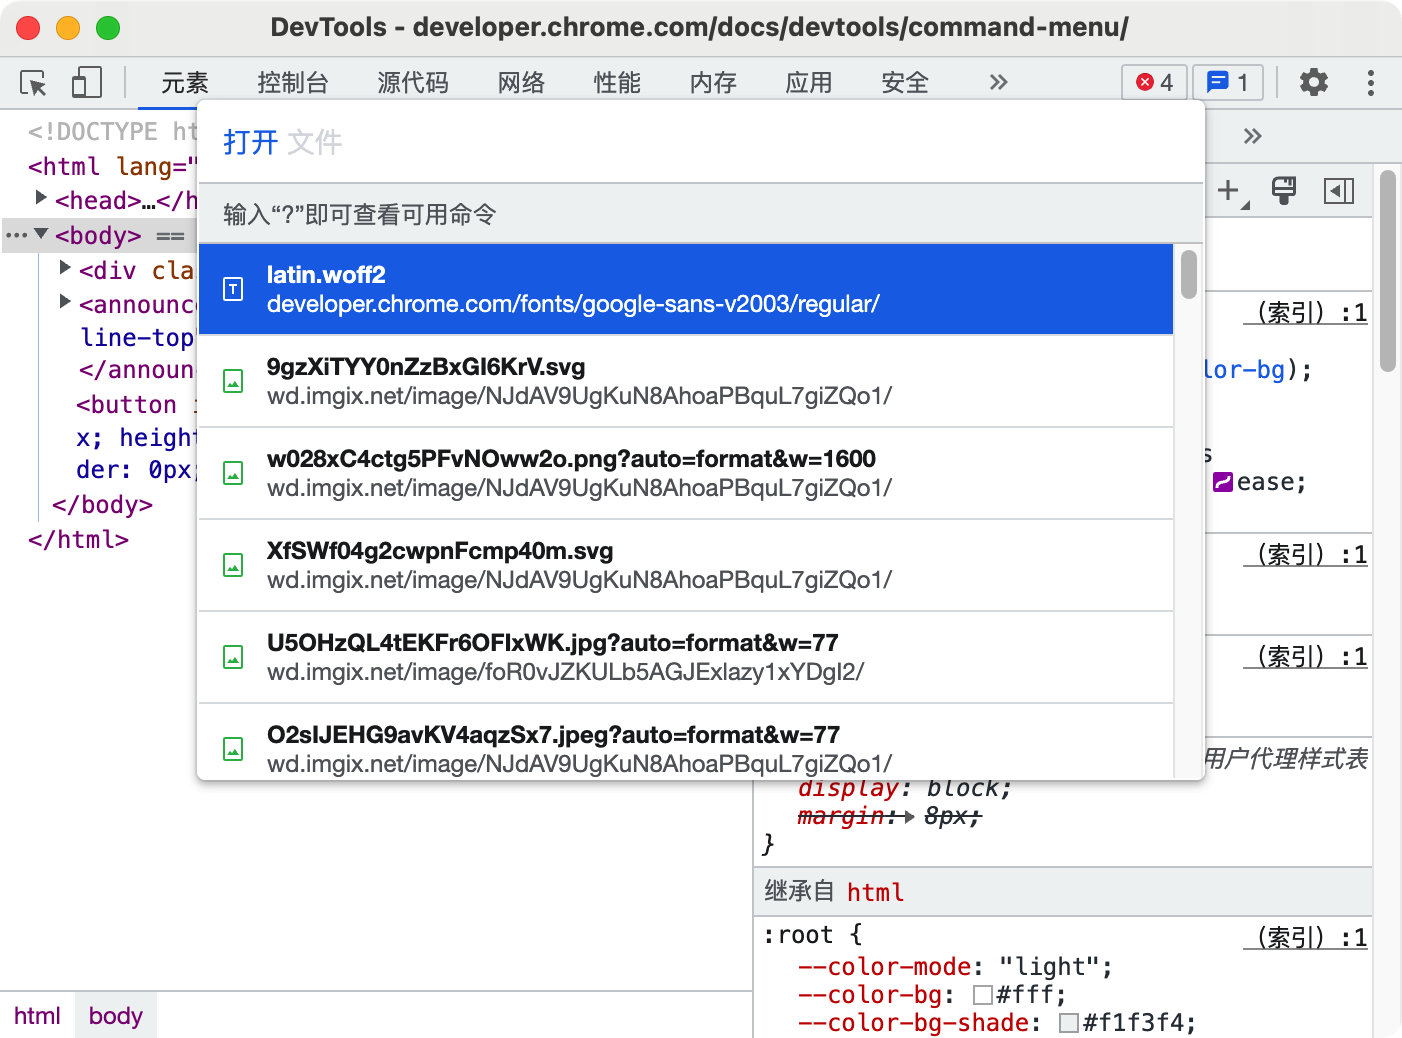 DevTools - developer.chrome.com/docs/devtools/command-menu/
元素 控制台 源代码 网络 性能 内存 应用 安全 » 4 1
<!DOCTYPE ht
<html lang="
<head>…</h
<body> ==
<div cla
<announc
line-top
</announ
<button
x; height
der: 0px;
</body>
</html>
打开 文件
输入“?”即可查看可用命令
latin.woff2
developer.chrome.com/fonts/google-sans-v2003/regular/
9gzXiTYY0nZzBxGI6KrV.svg
wd.imgix.net/image/NJdAV9UgKuN8AhoaPBquL7giZQo1/
w028xC4ctg5PFvNOww2o.png?auto=format&w=1600
wd.imgix.net/image/NJdAV9UgKuN8AhoaPBquL7giZQo1/
XfSWf04g2cwpnFcmp40m.svg
wd.imgix.net/image/NJdAV9UgKuN8AhoaPBquL7giZQo1/
U5OHzQL4tEKFr6OFlxWK.jpg?auto=format&w=77
wd.imgix.net/image/foR0vJZKULb5AGJExlazy1xYDgI2/
O2sIJEHG9avKV4aqzSx7.jpeg?auto=format&w=77
wd.imgix.net/image/NJdAV9UgKuN8AhoaPBquL7giZQo1/
»
（索引）:1
lor-bg);
s
ease;
（索引）:1
（索引）:1
用户代理样式表
display: block;
margin: 8px;
}
继承自 html
:root { （索引）:1
--color-mode: "light";
--color-bg: #fff;
--color-bg-shade: #f1f3f4;
html body